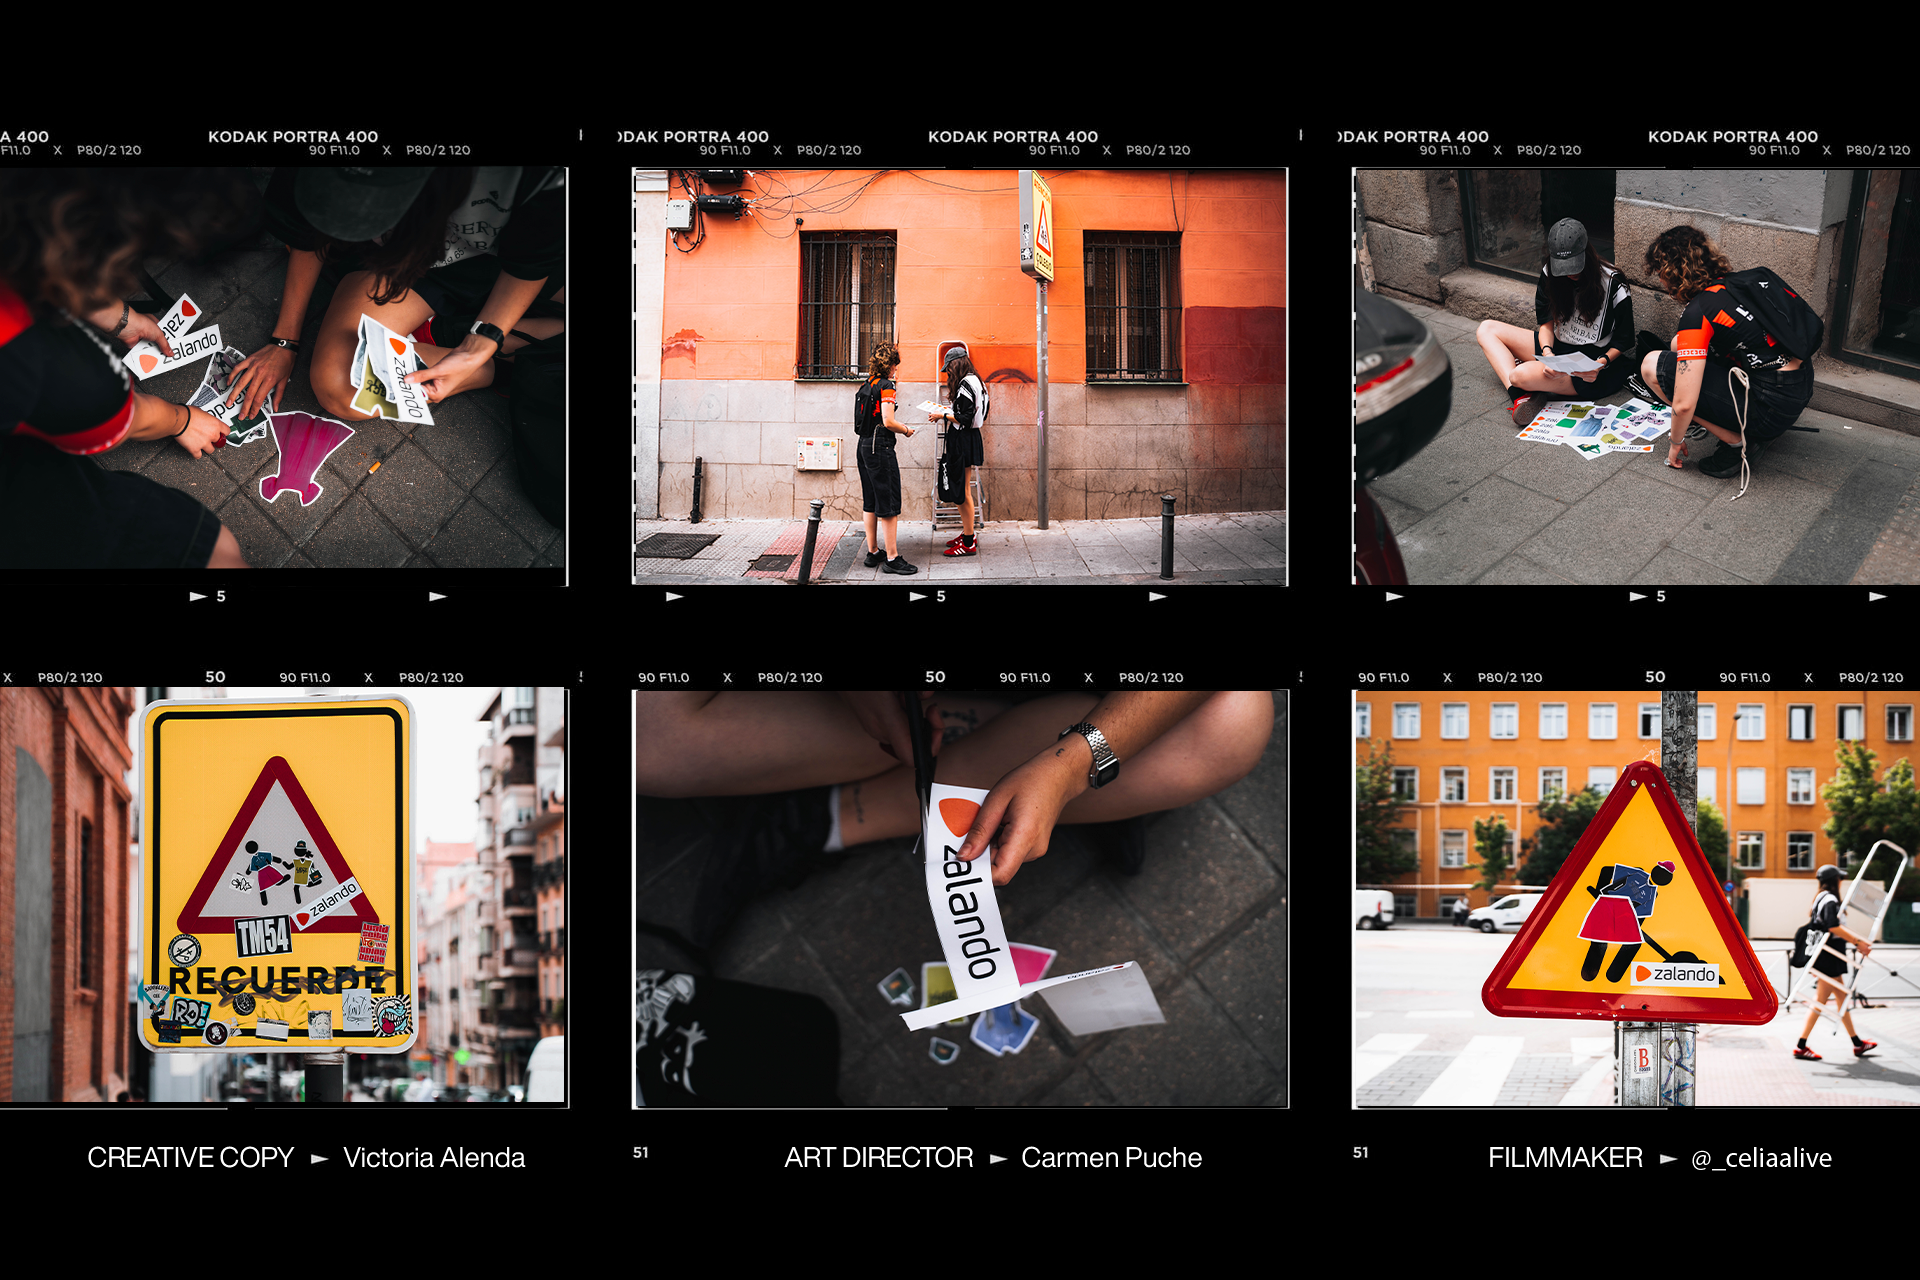 A 400 KODAK PORTRA 400 ODAK PORTRA 400 KODAK PORTRA 400 ODAK PORTRA 400 KODAK PORTRA 400
F11.0 X P80/2 120 90 F11.0 X P80/2 120 90 F11.0 X P80/2 120 90 F11.0 X P80/2 120 90 F11.0 X P80/2 120 90 F11.0 X P80/2 120
zalando
zalando
COLEGIO
zalando
5 5 5
X P80/2 120 50 90 F11.0 X P80/2 120 90 F11.0 X P80/2 120 50 90 F11.0 X P80/2 120 90 F11.0 X P80/2 120 50 90 F11.0 X P80/2 120
zalando
TM54
RECUERDE
zalando
zalando
B
CREATIVE COPY ► Victoria Alenda
51 ART DIRECTOR ► Carmen Puche
51 FILMMAKER ► @_celiaalive